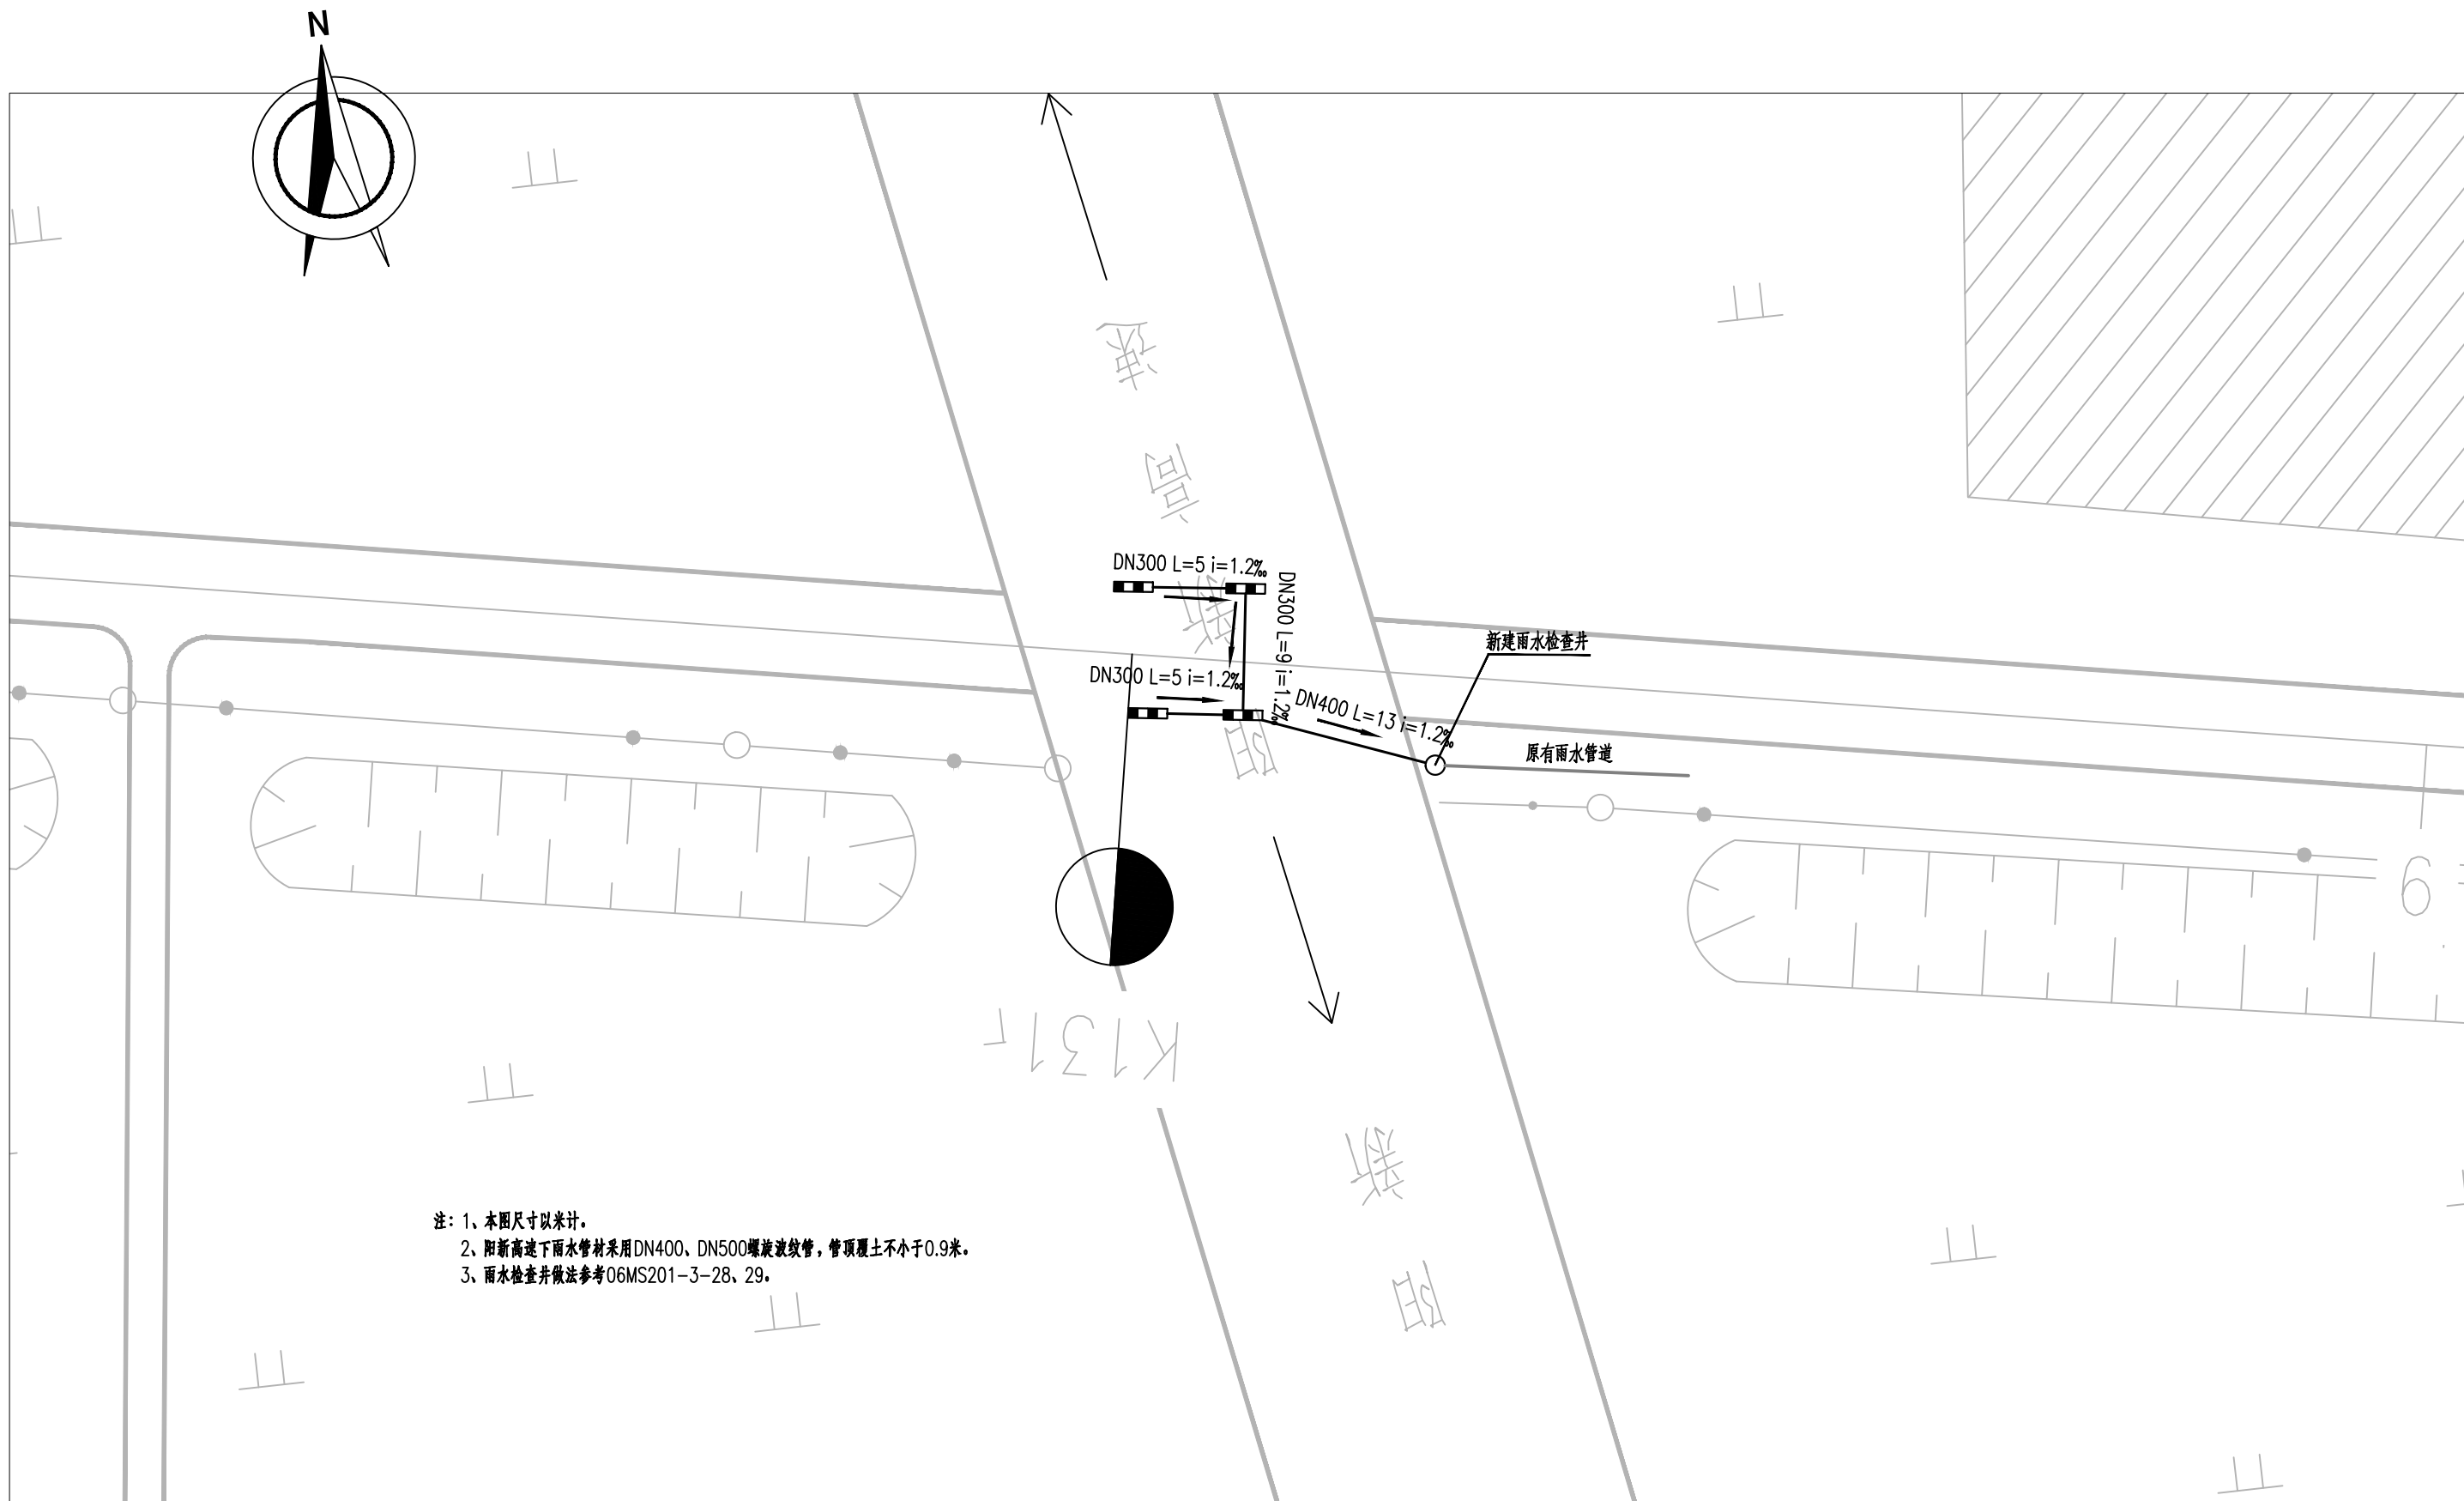 N
DN300 L=5 i=1.2‰
DN300 L=9 i=1.2‰
新建雨水检查井
DN300 L=5 i=1.2‰
DN400 L=13 i=1.2‰
原有雨水管道
9
K131
注：1、本图尺寸以米计。
2、阳新高速下雨水管材采用DN400、DN500螺旋波纹管，管顶覆土不小于0.9米。
3、雨水检查井做法参考06MS201-3-28、29。